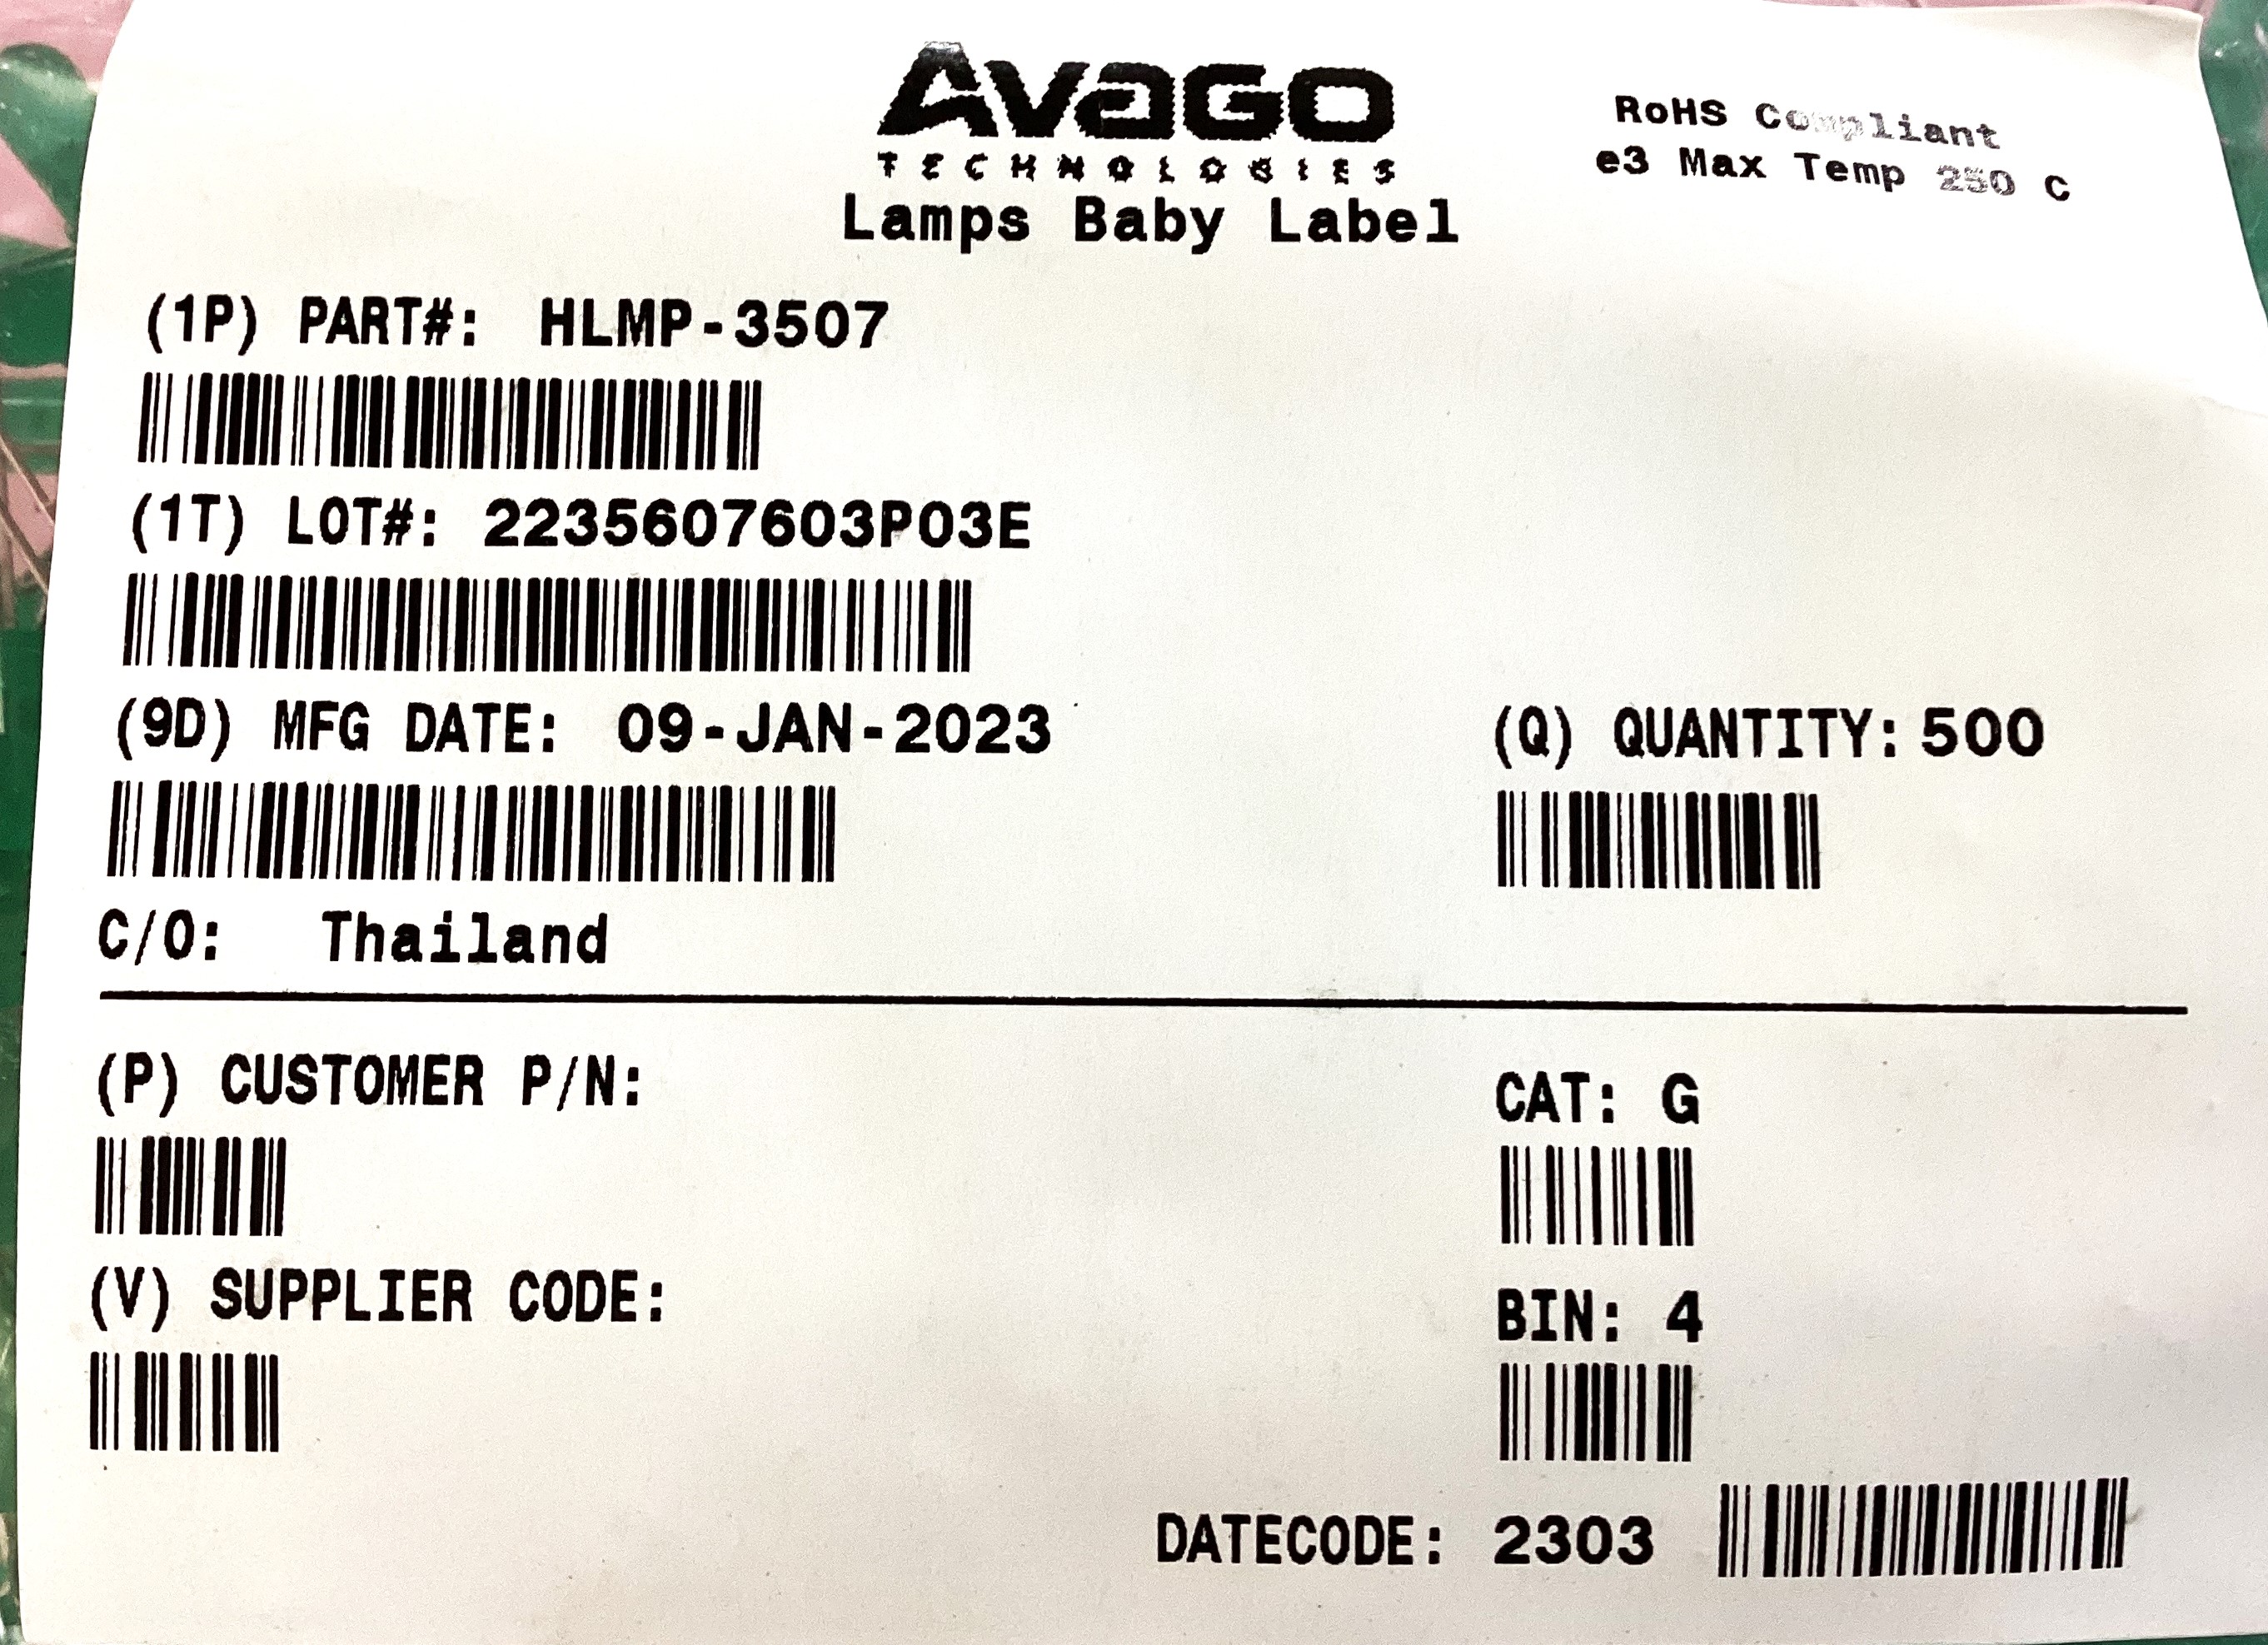 AVAGO
TECHNOLOGIES
Lamps Baby Label
RoHS Compliant
e3 Max Temp 250 C
(1P) PART#: HLMP-3507
(1T) LOT#: 2235607603P03E
(9D) MFG DATE: 09-JAN-2023
(Q) QUANTITY: 500
C/O: Thailand
(P) CUSTOMER P/N:
CAT: G
(V) SUPPLIER CODE:
BIN: 4
DATECODE: 2303